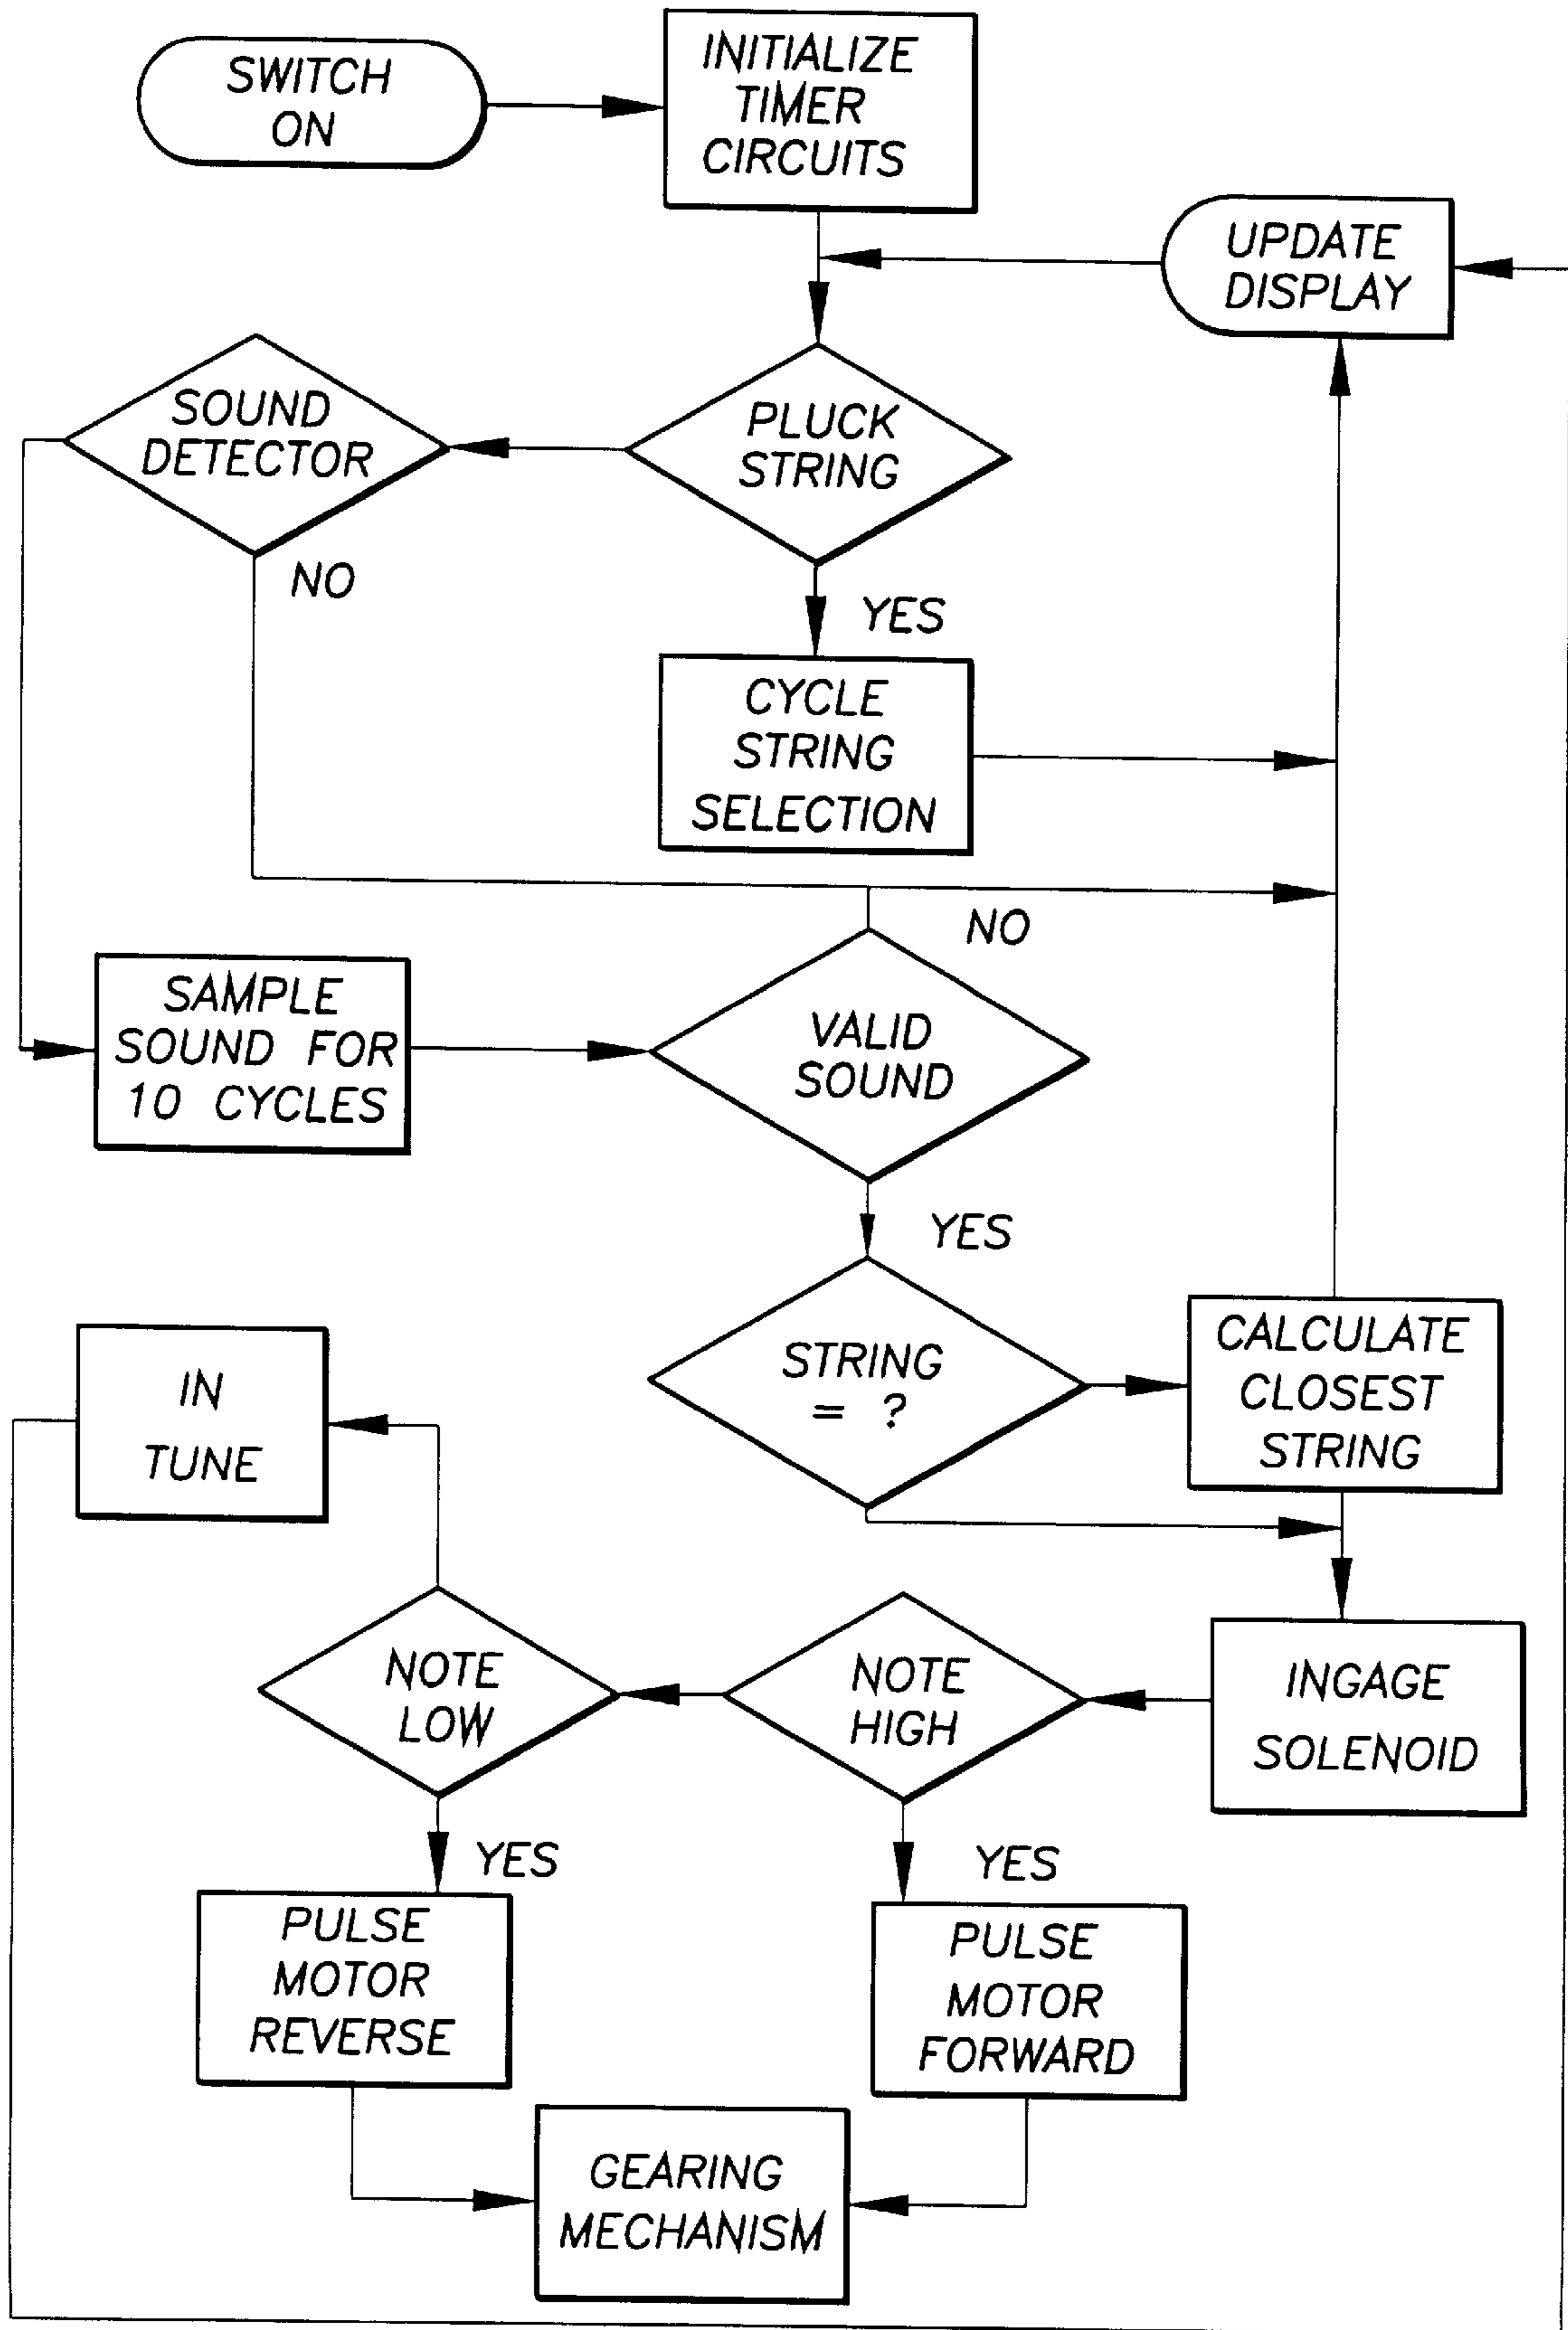 SWITCH
ON
INITIALIZE
TIMER
CIRCUITS
UPDATE
DISPLAY
SOUND
DETECTOR
PLUCK
STRING
NO
YES
CYCLE
STRING
SELECTION
NO
SAMPLE
SOUND FOR
10 CYCLES
VALID
SOUND
YES
STRING
= ?
CALCULATE
CLOSEST
STRING
IN
TUNE
NOTE
LOW
NOTE
HIGH
INGAGE
SOLENOID
YES
YES
PULSE
MOTOR
REVERSE
PULSE
MOTOR
FORWARD
GEARING
MECHANISM